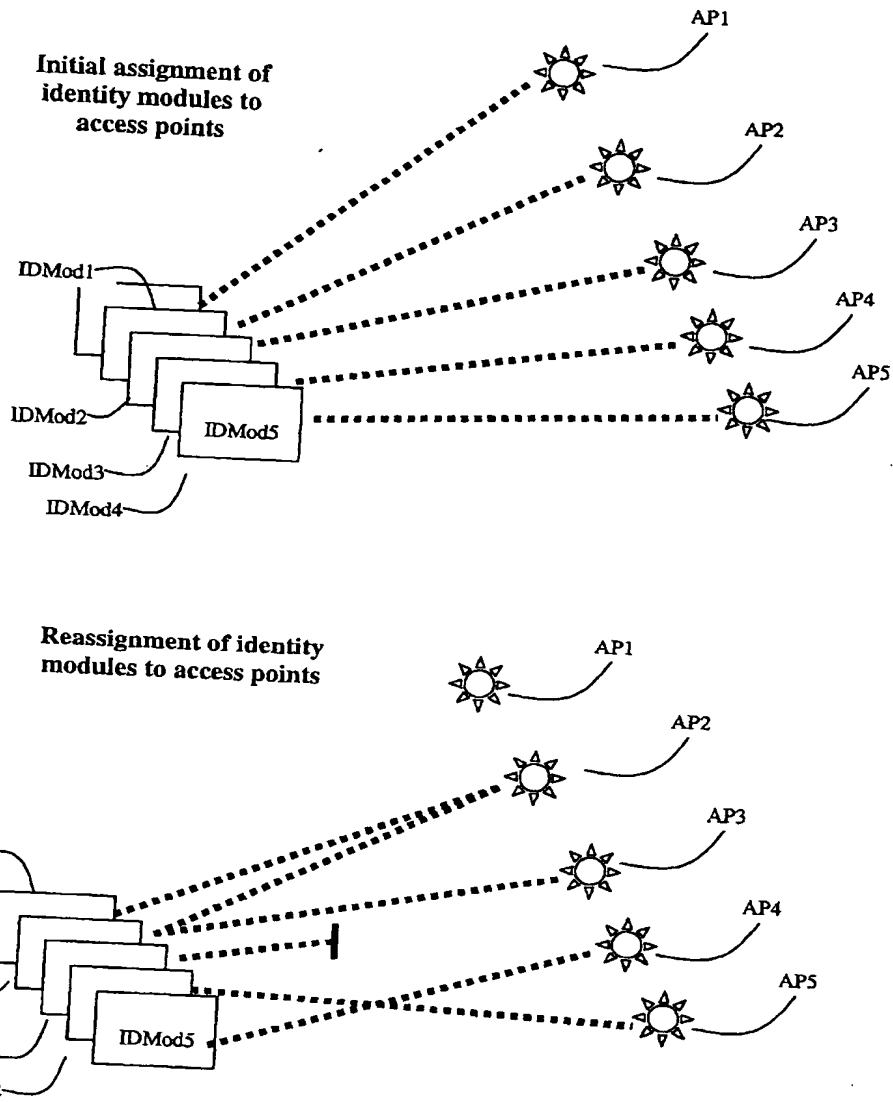 Initial assignment of
identity modules to
access points
AP1
AP2
AP3
AP4
AP5
IDMod1
IDMod2
IDMod3
IDMod4
IDMod5
Reassignment of identity
modules to access points
AP1
AP2
AP3
AP4
AP5
IDMod5